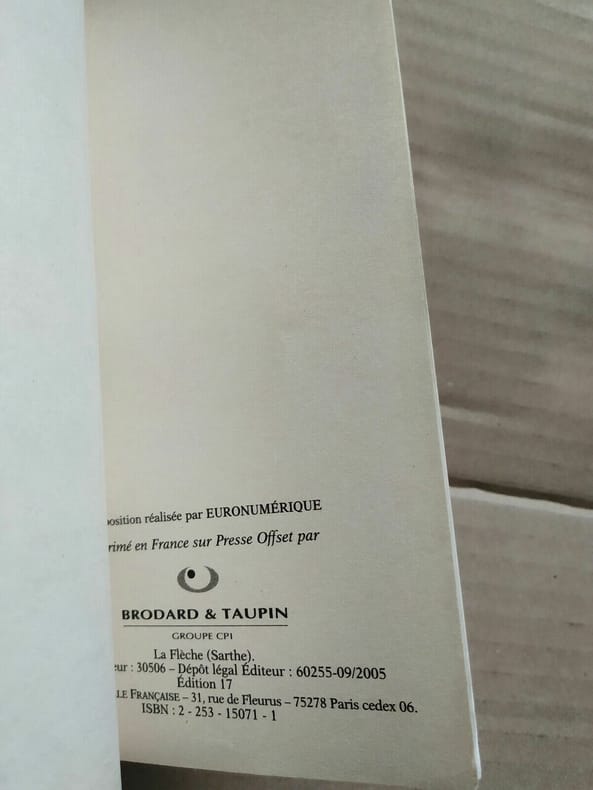 position réalisée par EURONUMÉRIQUE
rimé en France sur Presse Offset par
BRODARD & TAUPIN
GROUPE CPI
La Flèche (Sarthe).
eur : 30506 – Dépôt légal Éditeur : 60255-09/2005
Édition 17
LE FRANÇAISE – 31, rue de Fleurus – 75278 Paris cedex 06.
ISBN : 2 - 253 - 15071 - 1